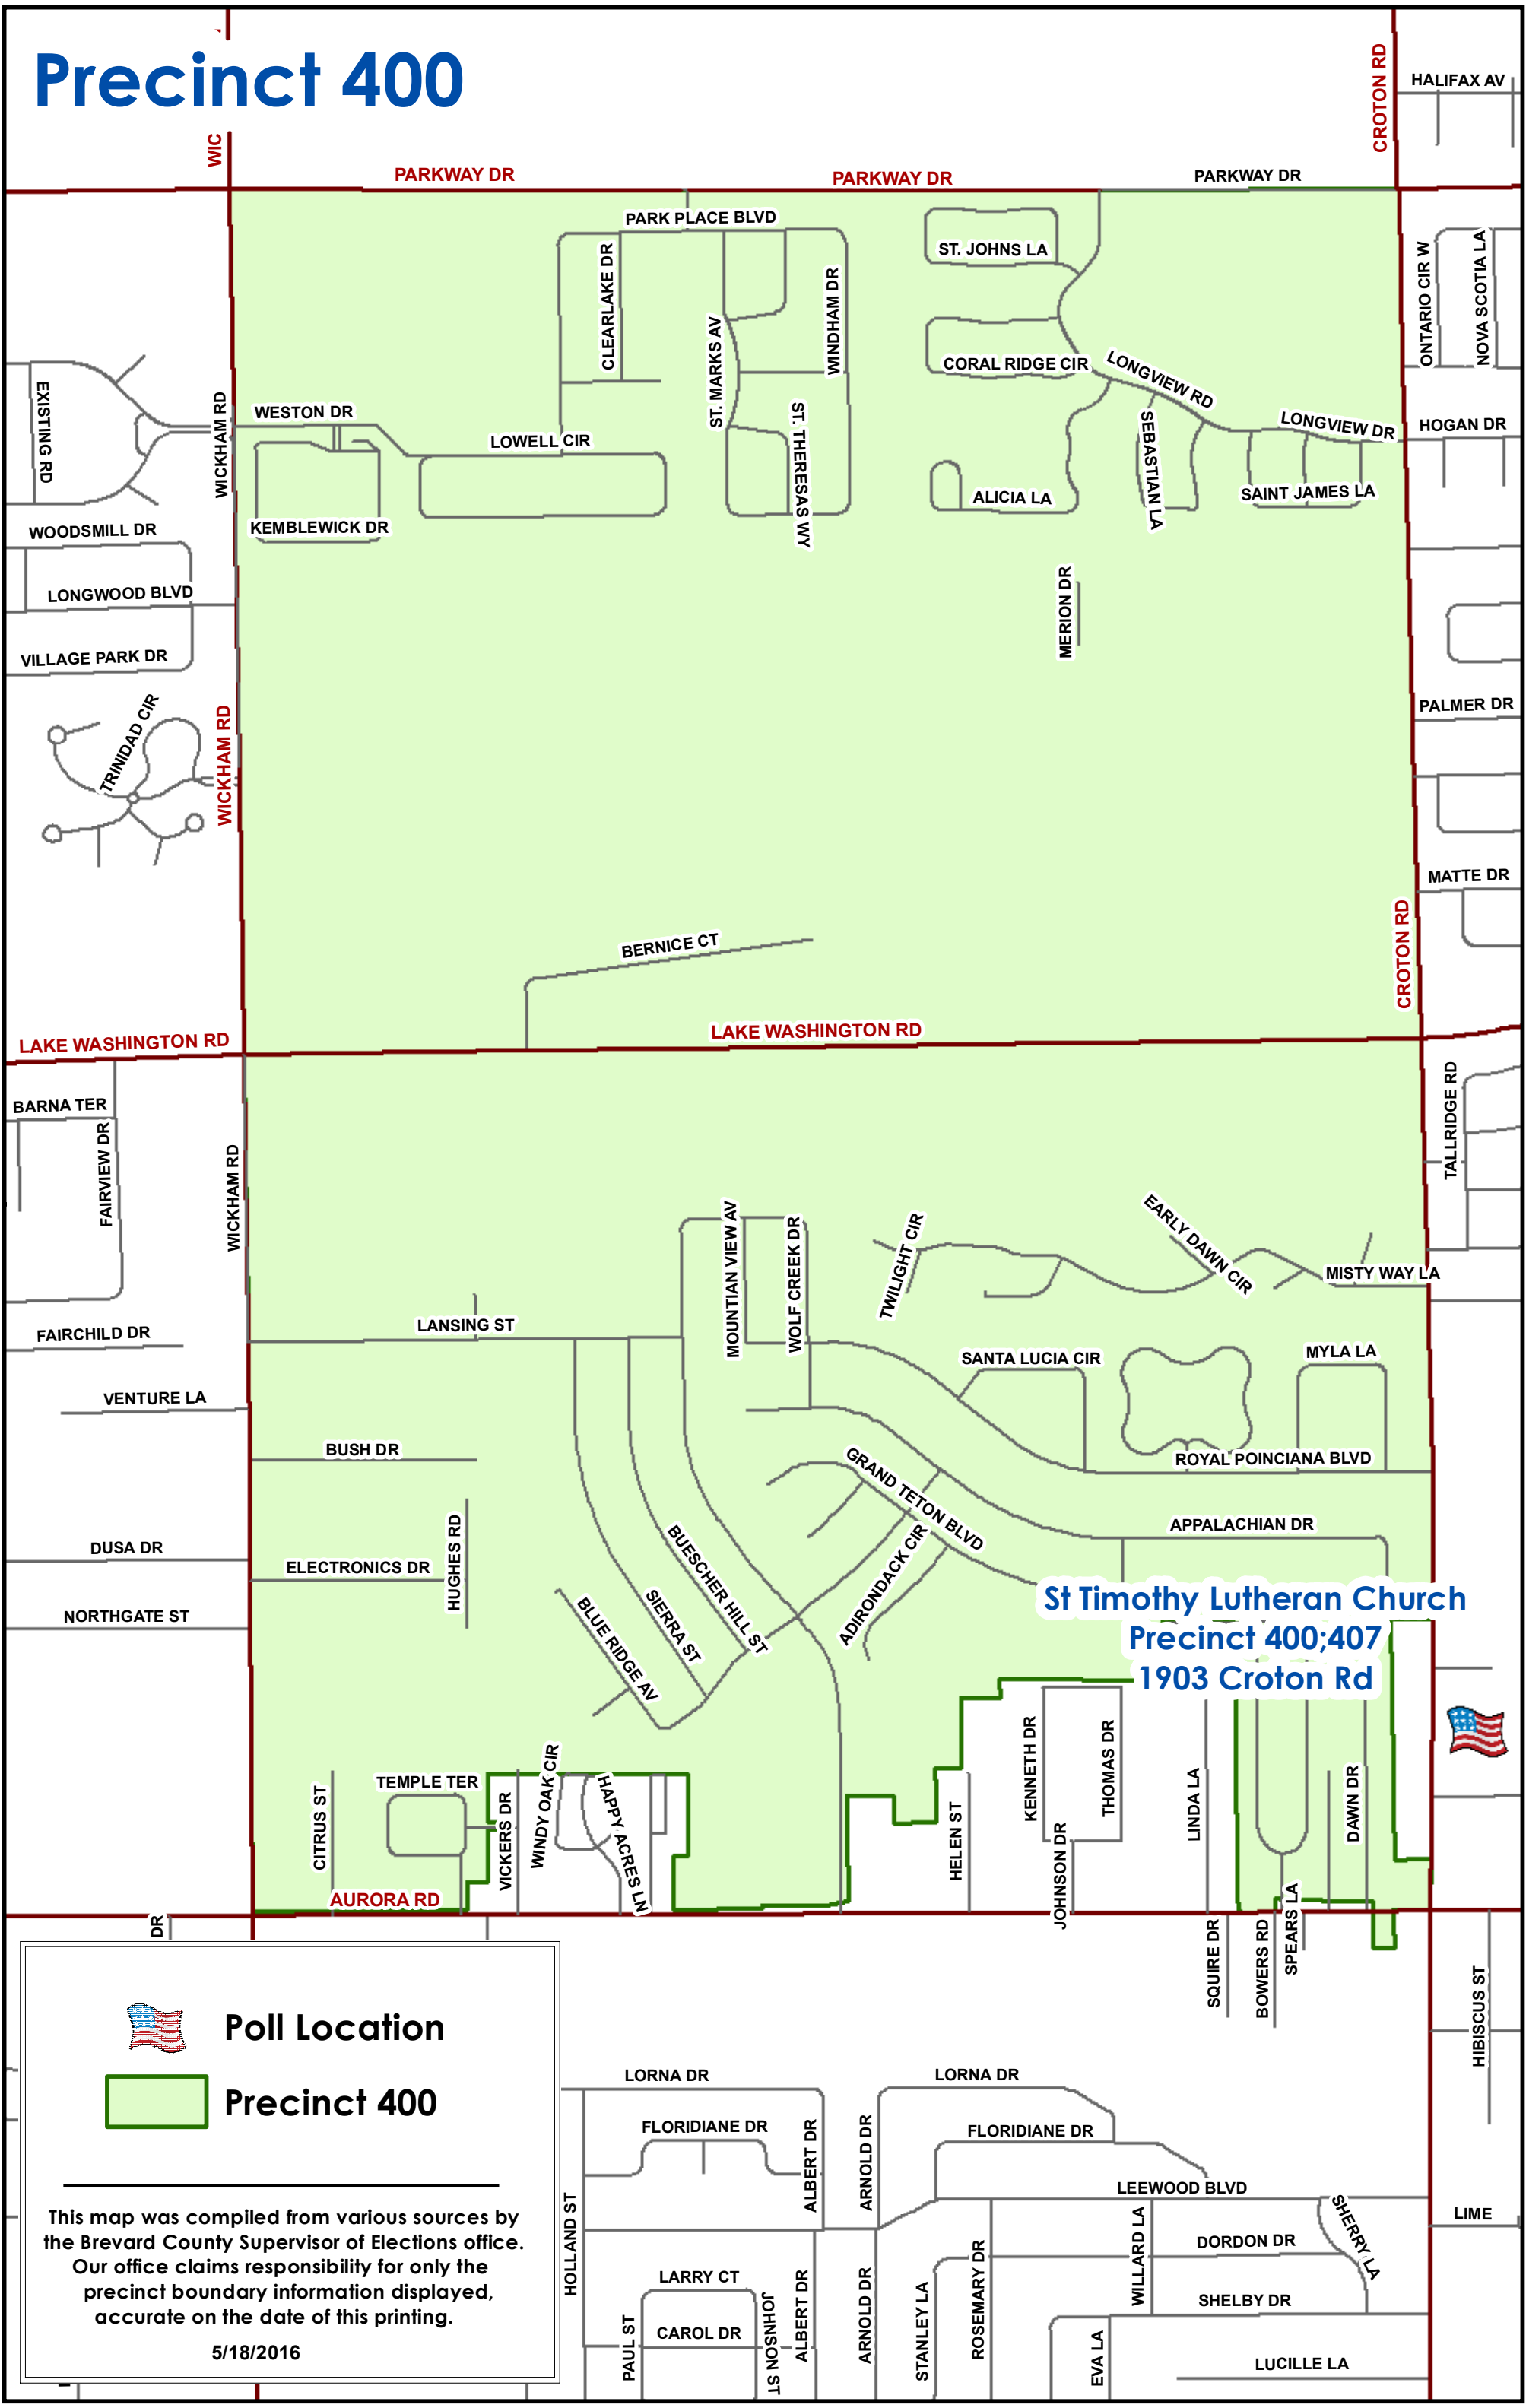 Precinct 400
WIC
CROTON RD
HALIFAX AV
PARKWAY DR
PARKWAY DR
PARKWAY DR
PARK PLACE BLVD
CLEARLAKE DR
ST. MARKS AV
WINDHAM DR
ST. THERESAS WY
ST. JOHNS LA
CORAL RIDGE CIR
LONGVIEW RD
LONGVIEW DR
SEBASTIAN LA
SAINT JAMES LA
ALICIA LA
ONTARIO CIR W
NOVA SCOTIA LA
HOGAN DR
EXISTING RD
WICKHAM RD
WESTON DR
LOWELL CIR
KEMBLEWICK DR
WOODSMILL DR
LONGWOOD BLVD
VILLAGE PARK DR
MERION DR
TRINIDAD CIR
WICKHAM RD
PALMER DR
MATTE DR
CROTON RD
BERNICE CT
LAKE WASHINGTON RD
LAKE WASHINGTON RD
BARNA TER
FAIRVIEW DR
WICKHAM RD
TALLRIDGE RD
MOUNTIAN VIEW AV
WOLF CREEK DR
TWILIGHT CIR
EARLY DAWN CIR
MISTY WAY LA
FAIRCHILD DR
LANSING ST
SANTA LUCIA CIR
MYLA LA
VENTURE LA
BUSH DR
ROYAL POINCIANA BLVD
GRAND TETON BLVD
APPALACHIAN DR
DUSA DR
ELECTRONICS DR
HUGHES RD
BUESCHER HILL ST
SIERRA ST
BLUE RIDGE AV
ADIRONDACK CIR
NORTHGATE ST
St Timothy Lutheran Church
Precinct 400;407
1903 Croton Rd
CITRUS ST
TEMPLE TER
VICKERS DR
WINDY OAK CIR
HAPPY ACRES LN
HELEN ST
KENNETH DR
THOMAS DR
JOHNSON DR
LINDA LA
DAWN DR
AURORA RD
DR
SQUIRE DR
BOWERS RD
SPEARS LA
HIBISCUS ST
LORNA DR
LORNA DR
FLORIDIANE DR
FLORIDIANE DR
ALBERT DR
ARNOLD DR
LEEWOOD BLVD
HOLLAND ST
WILLARD LA
DORDON DR
SHERRY LA
LIME
LARRY CT
CAROL DR
PAUL ST
JOHNSON ST
ALBERT DR
ARNOLD DR
STANLEY LA
ROSEMARY DR
SHELBY DR
EVA LA
LUCILLE LA
Poll Location
Precinct 400
This map was compiled from various sources by
the Brevard County Supervisor of Elections office.
Our office claims responsibility for only the
precinct boundary information displayed,
accurate on the date of this printing.
5/18/2016